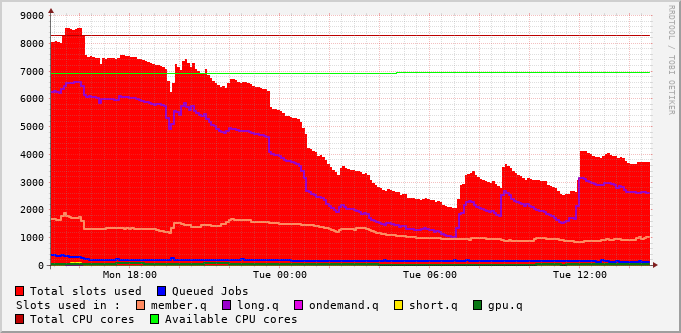 9000
8000
7000
6000
5000
4000
3000
2000
1000
0
Mon 18:00 Tue 00:00 Tue 06:00 Tue 12:00
RRDTOOL / TOBI OETIKER
Total slots used Queued Jobs
Slots used in : member.q long.q ondemand.q short.q gpu.q
Total CPU cores Available CPU cores